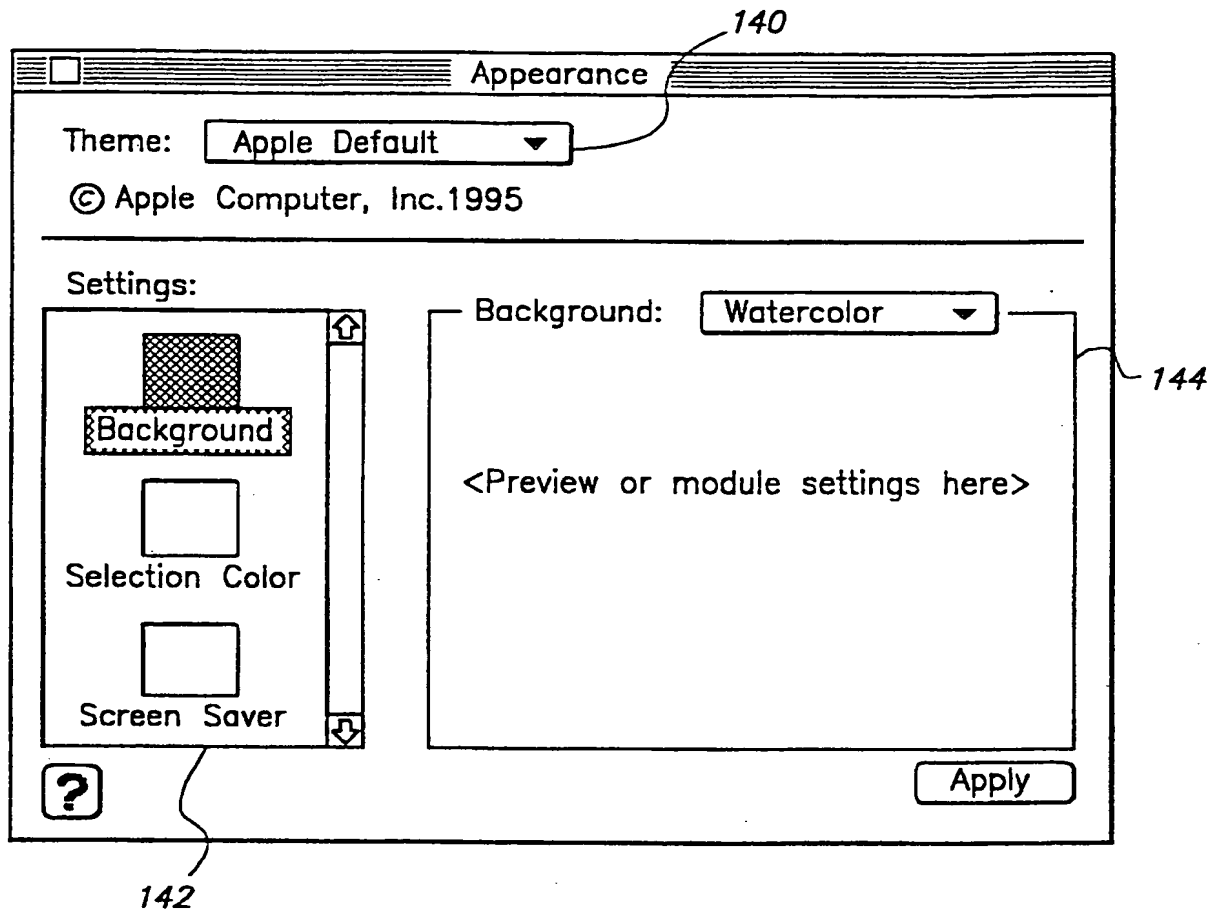 140
Appearance
Theme: Apple Default
© Apple Computer, Inc.1995
Settings:
Background: Watercolor
144
Background
<Preview or module settings here>
Selection Color
Screen Saver
?
Apply
142